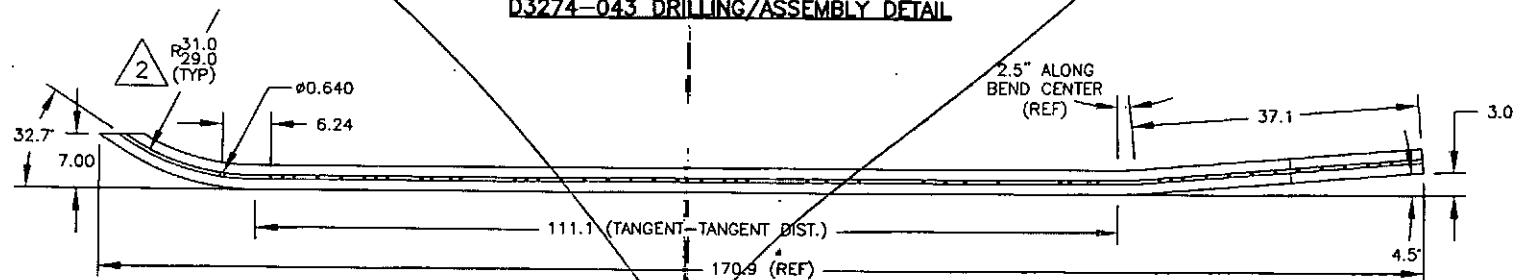 D3274-043 DRILLING/ASSEMBLY DETAIL
2
R31.0
29.0
(TYP)
ø0.640
6.24
2.5" ALONG
BEND CENTER
(REF)
37.1
3.0
32.7°
7.00
111.1 (TANGENT-TANGENT DIST.)
4.5°
170.9 (REF)